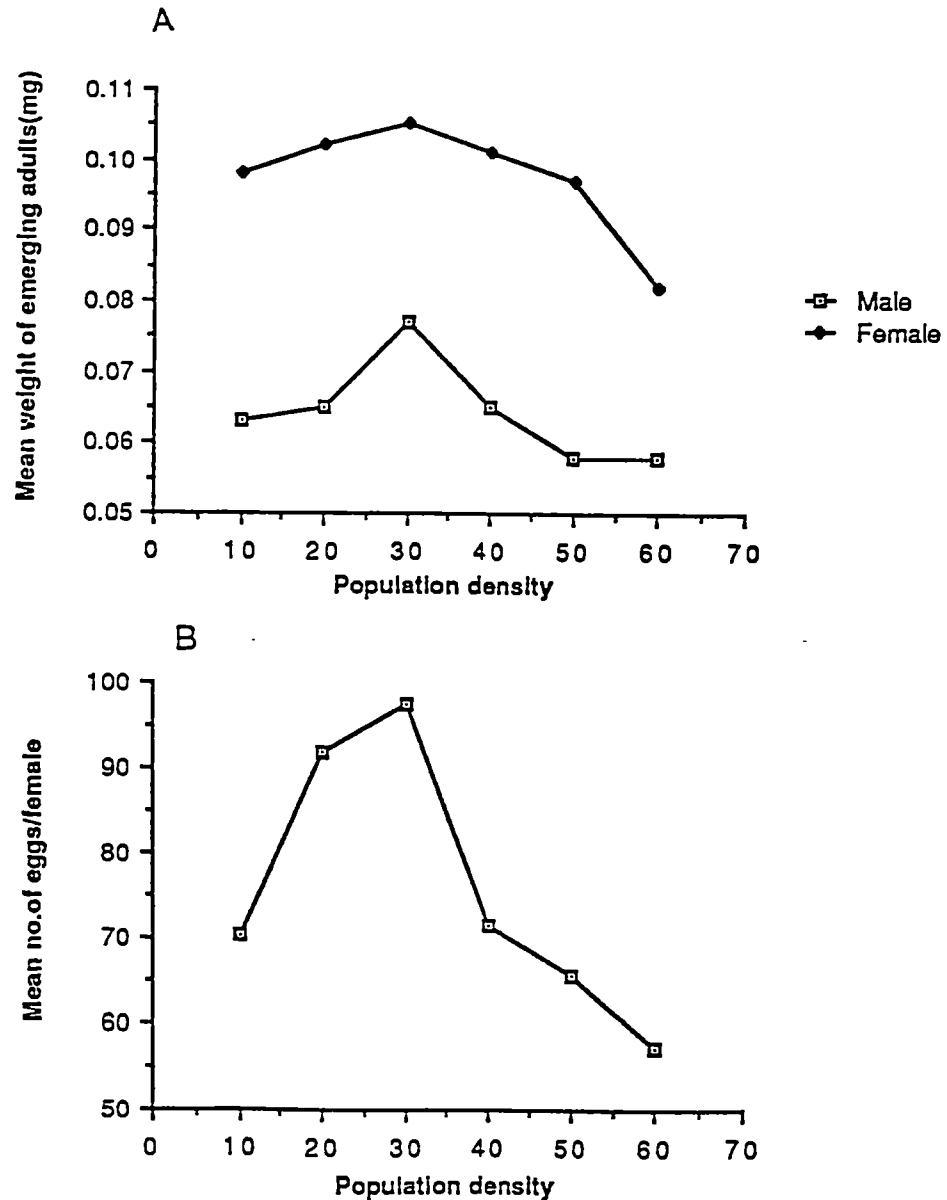 A
Mean weight of emerging adults(mg)
0.11
0.10
0.09
0.08
0.07
0.06
0.05
0 10 20 30 40 50 60 70
Population density
Male
Female
B
Mean no.of eggs/female
100
90
80
70
60
50
0 10 20 30 40 50 60 70
Population density